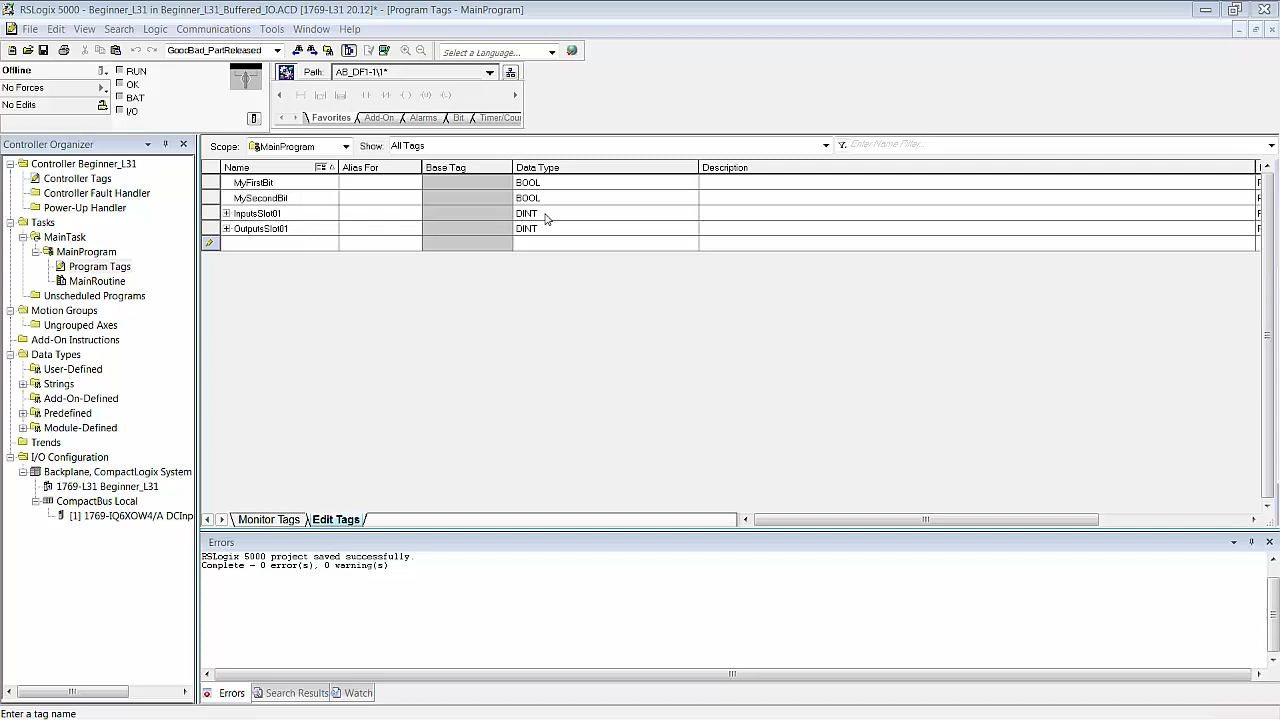 RSLogix 5000 - Beginner_L31 in Beginner_L31_Buffered_IO.ACD [1769-L31 20.12]* - [Program Tags - MainProgram]
File Edit View Search Logic Communications Tools Window Help
GoodBad_PartReleased
Select a Language...
Offline
RUN
No Forces
OK
BAT
No Edits
I/O
Path: AB_DF1-1\1*
Favorites Add-On Alarms Bit Timer/Cou
Controller Organizer
Controller Beginner_L31
Controller Tags
Controller Fault Handler
Power-Up Handler
Tasks
MainTask
MainProgram
Program Tags
MainRoutine
Unscheduled Programs
Motion Groups
Ungrouped Axes
Add-On Instructions
Data Types
User-Defined
Strings
Add-On-Defined
Predefined
Module-Defined
Trends
I/O Configuration
Backplane, CompactLogix System
1769-L31 Beginner_L31
CompactBus Local
[1] 1769-IQ6XOW4/A DCInp
Scope: MainProgram Show: All Tags Enter Name Filter...
Name Alias For Base Tag Data Type Description
MyFirstBit BOOL
MySecondBit BOOL
InputsSlot01 DINT
OutputsSlot01 DINT
Monitor Tags Edit Tags
Errors
RSLogix 5000 project saved successfully.
Complete - 0 error(s), 0 warning(s)
Errors Search Results Watch
Enter a tag name